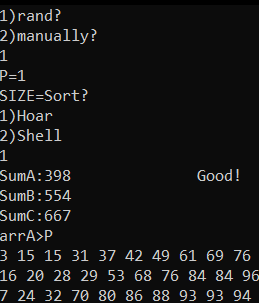 1)rand?
2)manually?
1
P=1
SIZE=Sort?
1)Hoar
2)Shell
1
SumA:398 Good!
SumB:554
SumC:667
arrA>P
3 15 15 31 37 42 49 61 69 76
16 20 28 29 53 68 76 84 84 96
7 24 32 70 80 86 88 93 93 94